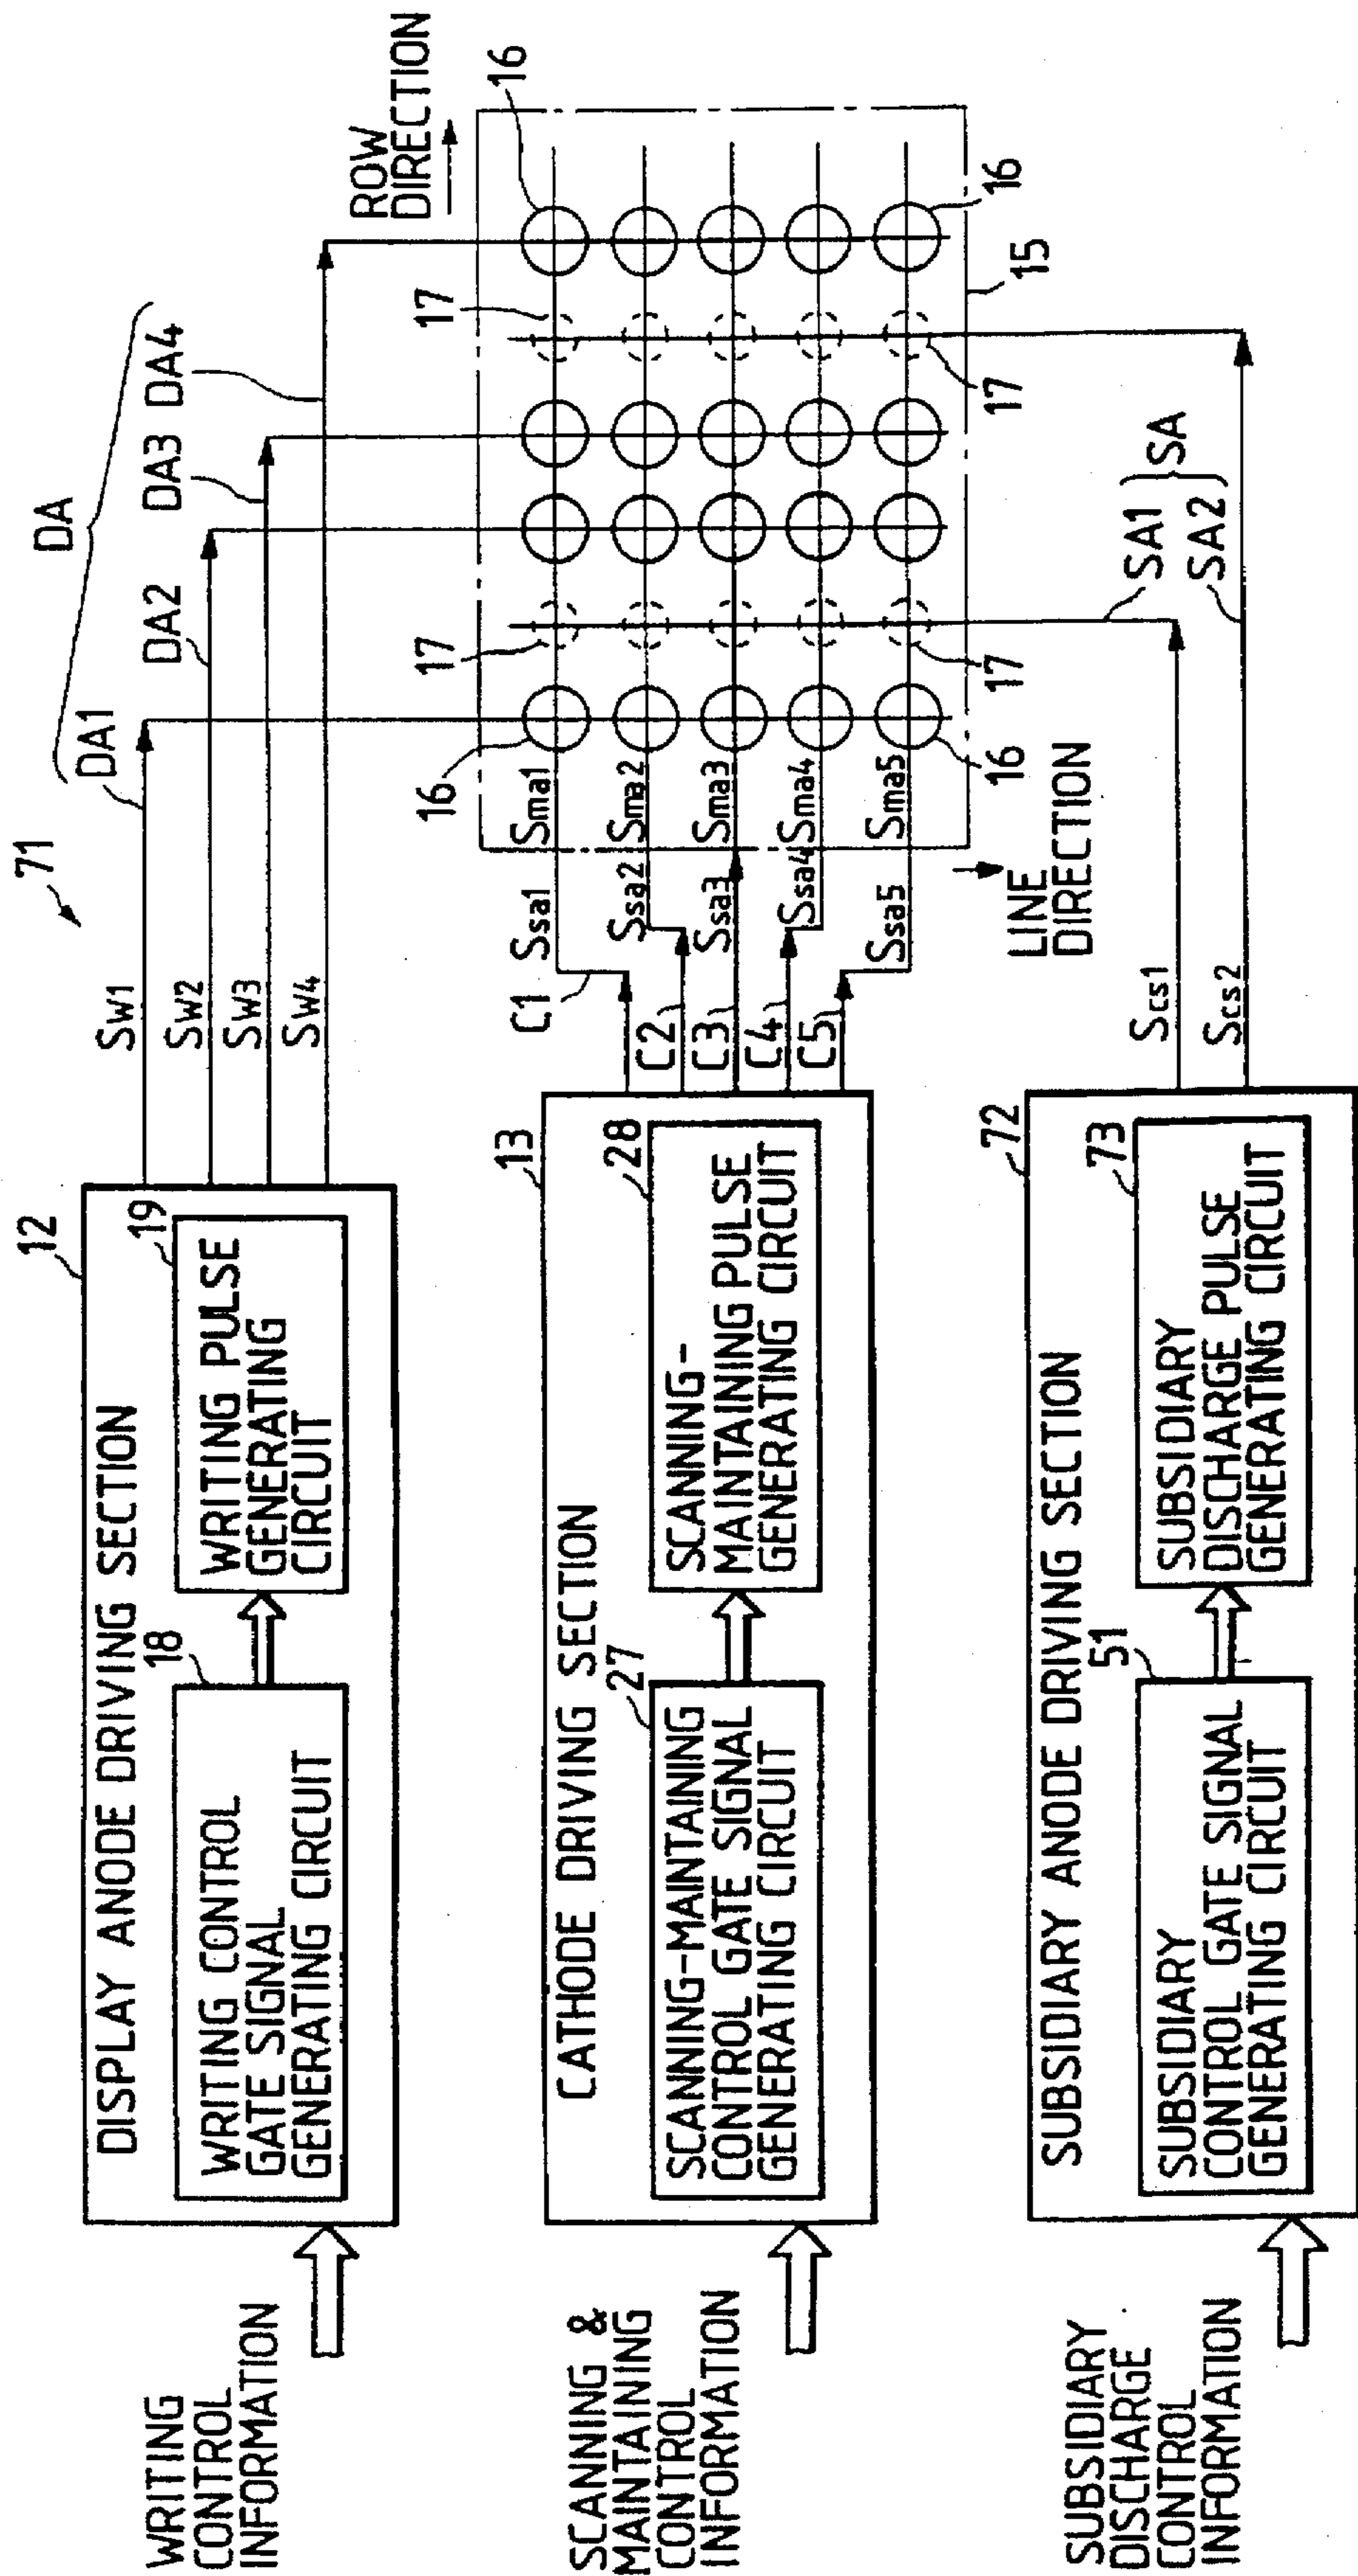 71
WRITING
CONTROL
INFORMATION
12
DISPLAY ANODE DRIVING SECTION
18
WRITING CONTROL
GATE SIGNAL
GENERATING CIRCUIT
19
WRITING PULSE
GENERATING
CIRCUIT
Sw1
Sw2
Sw3
Sw4
DA
DA1
DA2
DA3
DA4
ROW
DIRECTION
SCANNING &
MAINTAINING
CONTROL
INFORMATION
13
CATHODE DRIVING SECTION
27
SCANNING-MAINTAINING
CONTROL GATE SIGNAL
GENERATING CIRCUIT
28
SCANNING-
MAINTAINING PULSE
GENERATING CIRCUIT
C1
C2
C3
C4
C5
Ssa1
Ssa2
Ssa3
Ssa4
Ssa5
Sma1
Sma2
Sma3
Sma4
Sma5
16
17
17
16
16
17
17
16
15
LINE
DIRECTION
SUBSIDIARY
DISCHARGE
CONTROL
INFORMATION
72
SUBSIDIARY ANODE DRIVING SECTION
51
SUBSIDIARY
CONTROL GATE SIGNAL
GENERATING CIRCUIT
73
SUBSIDIARY
DISCHARGE PULSE
GENERATING CIRCUIT
Scs1
Scs2
SA1
SA2
SA